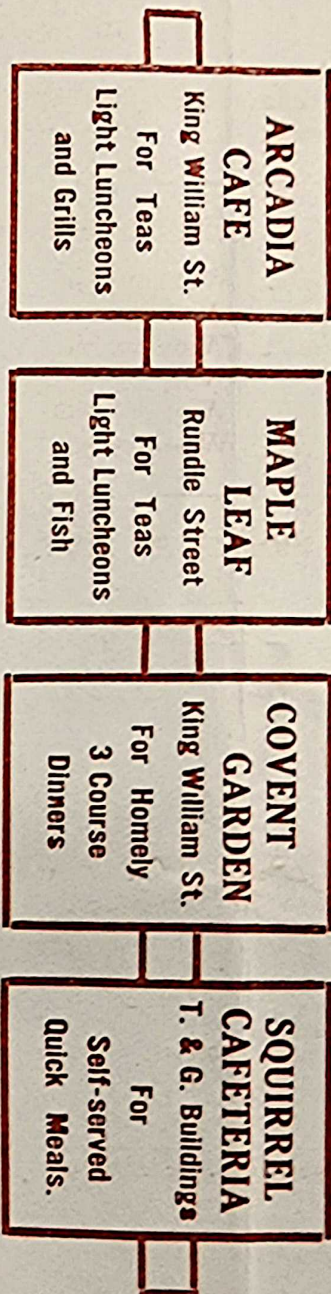 ARCADIA
CAFE
King William St.
For Teas
Light Luncheons
and Grills
MAPLE
LEAF
Rundle Street
For Teas
Light Luncheons
and Fish
COVENT
GARDEN
King William St.
For Homely
3 Course
Dinners
SQUIRREL
CAFETERIA
T. & G. Buildings
For
Self-served
Quick Meals.